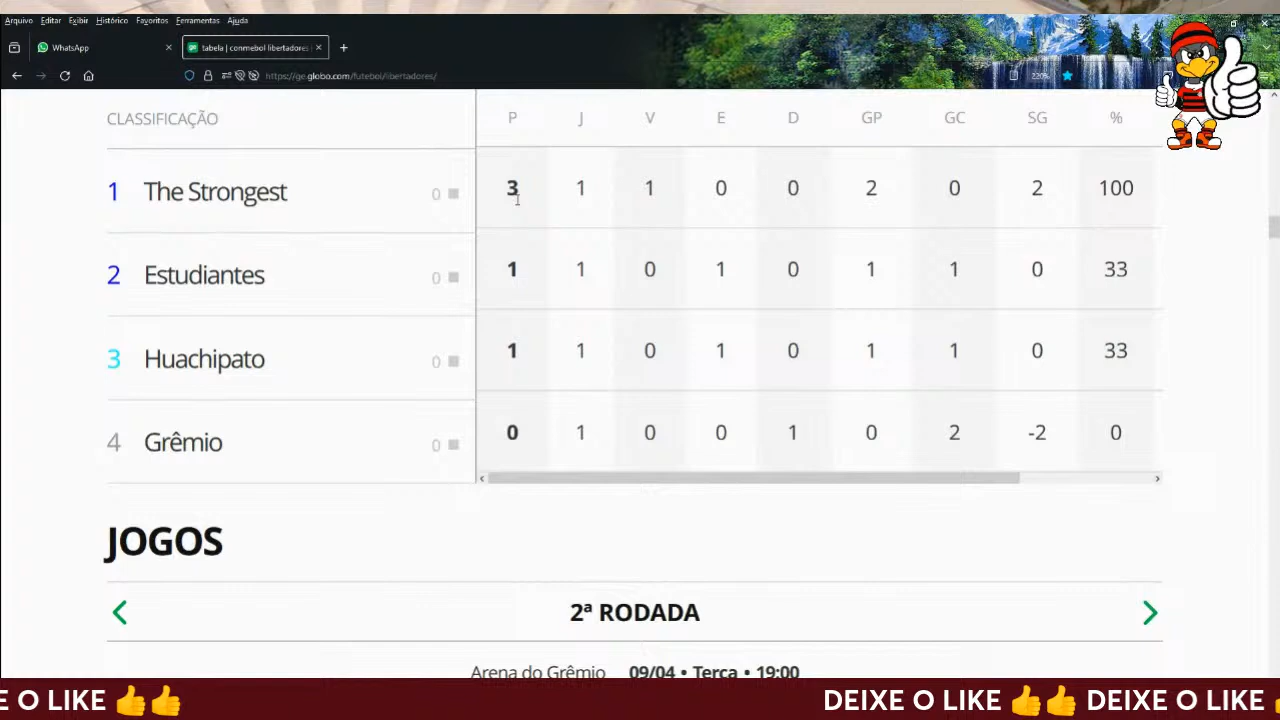 Arquivo Editar Exibir Histórico Favoritos Ferramentas Ajuda
WhatsApp
tabela | conmebol libertadores |
https://ge.globo.com/futebol/libertadores/
220%
CLASSIFICAÇÃO P J V E D GP GC SG %
1 The Strongest 0 3 1 1 0 0 2 0 2 100
2 Estudiantes 0 1 1 0 1 0 1 1 0 33
3 Huachipato 0 1 1 0 1 0 1 1 0 33
4 Grêmio 0 0 1 0 0 1 0 2 -2 0
JOGOS
2ª RODADA
Arena do Grêmio 09/04 • Terça • 19:00
E O LIKE 👍👍 DEIXE O LIKE 👍👍 DEIXE O LIKE